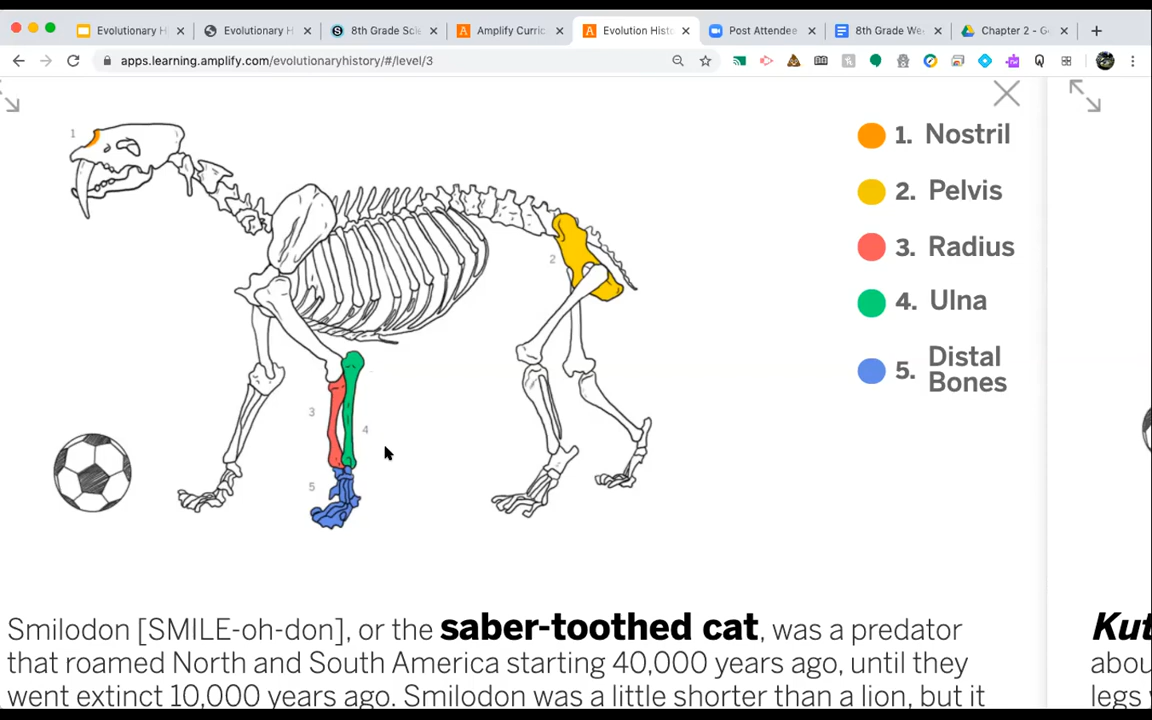 Evolutionary H
Evolutionary H
8th Grade Scie
Amplify Curric
Evolution Histo
Post Attendee
8th Grade We
Chapter 2 - G
apps.learning.amplify.com/evolutionaryhistory/#/level/3
1
1. Nostril
2. Pelvis
2
3. Radius
4. Ulna
5. Distal
Bones
3
4
5
Smilodon [SMILE-oh-don], or the saber-toothed cat, was a predator
that roamed North and South America starting 40,000 years ago, until they
went extinct 10,000 years ago. Smilodon was a little shorter than a lion, but it
Kut
abou
legs